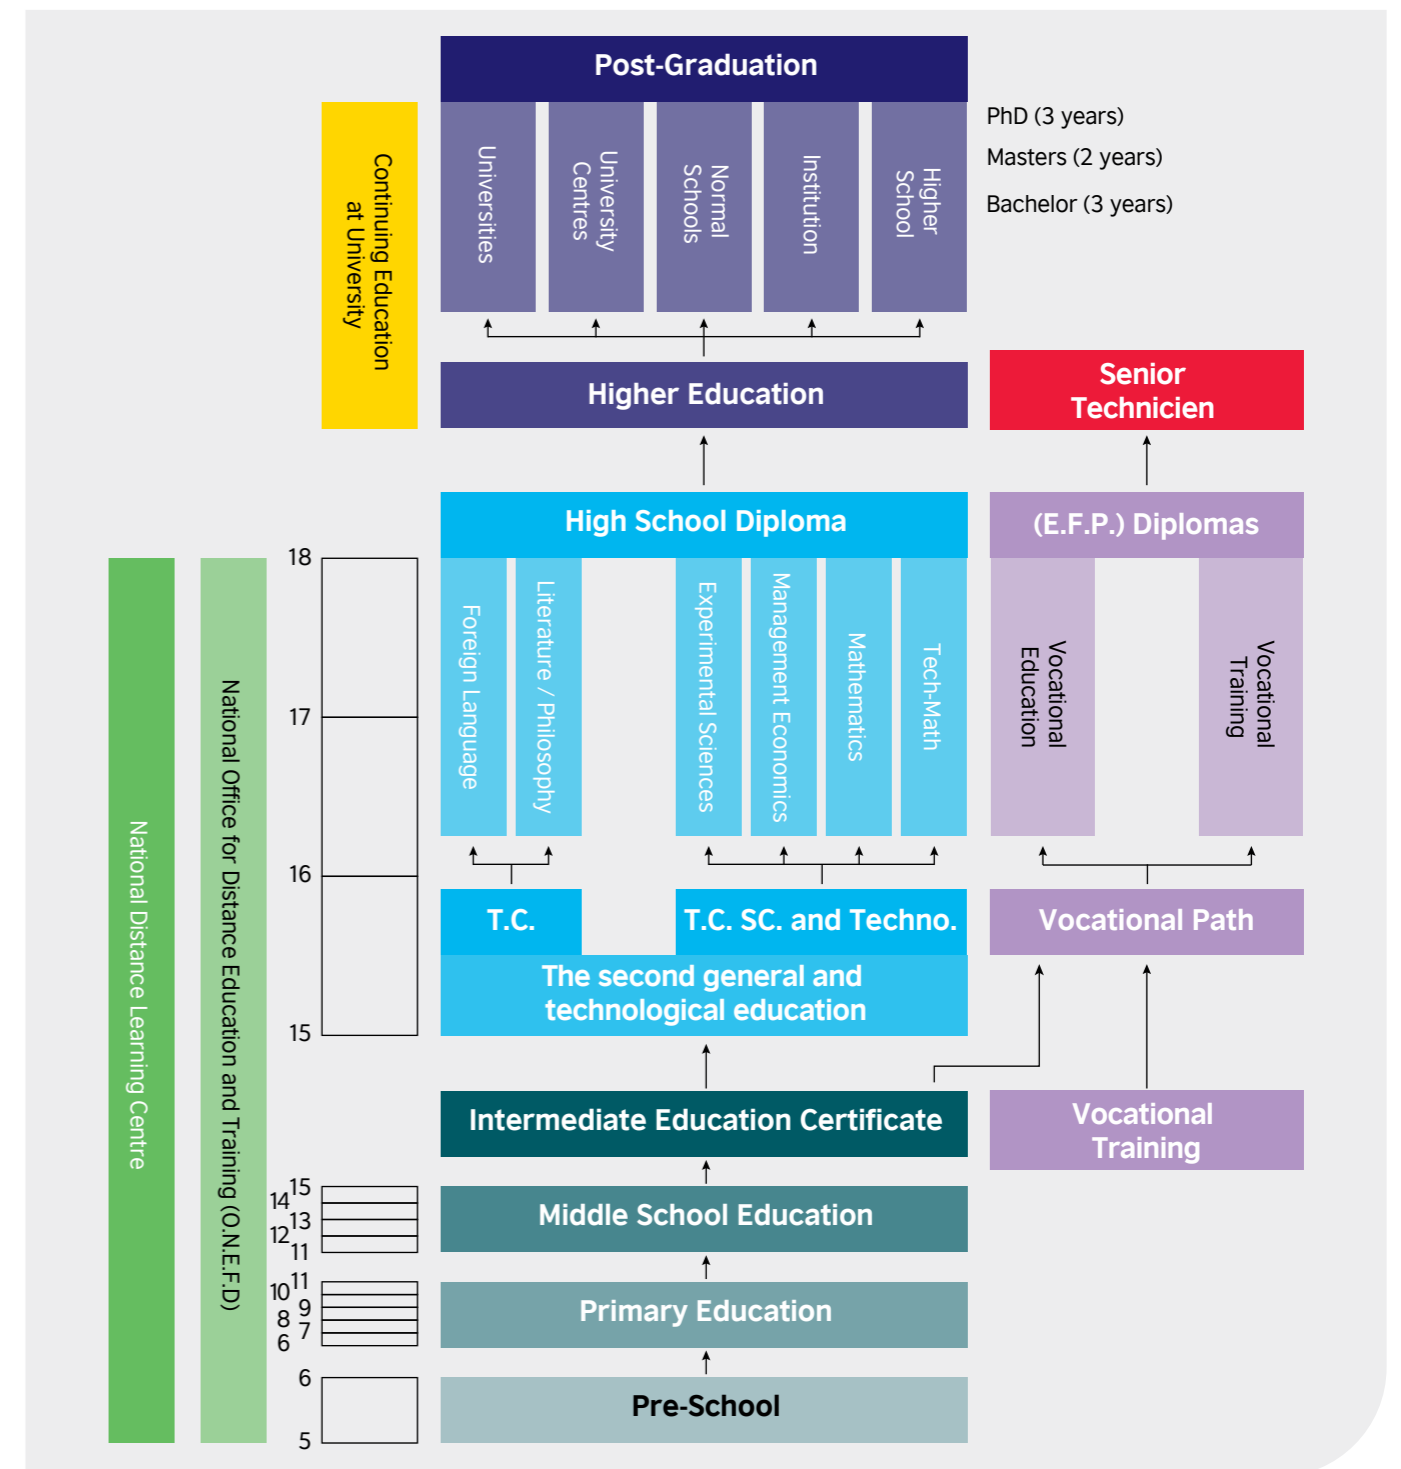 Post-Graduation
Continuing Education
at University
Universities
University
Centres
Normal
Schools
Institution
Higher
School
PhD (3 years)
Masters (2 years)
Bachelor (3 years)
Higher Education
Senior
Technicien
High School Diploma
(E.F.P.) Diplomas
National Distance Learning Centre
National Office for Distance Education and Training (O.N.E.F.D)
18
17
16
15
Foreign Language
Literature / Philosophy
Experimental Sciences
Management Economics
Mathematics
Tech-Math
Vocational
Education
Vocational
Training
T.C.
T.C. SC. and Techno.
Vocational Path
The second general and
technological education
Intermediate Education Certificate
Vocational
Training
15
14
13
12
11
Middle School Education
11
10
9
8
7
6
Primary Education
6
5
Pre-School